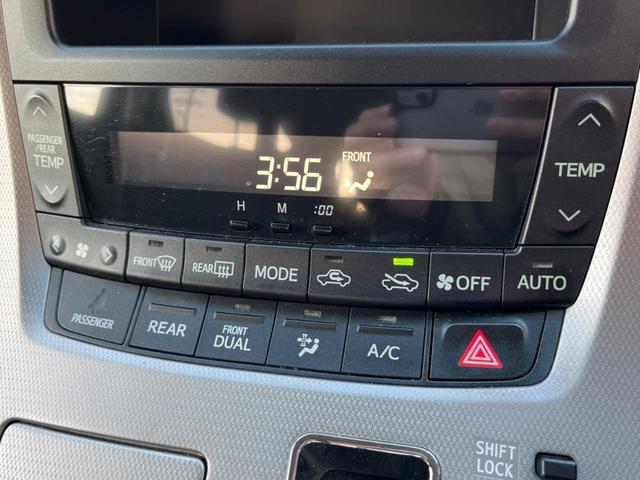 PASSENGER
/REAR
TEMP
3:56
FRONT
H M :00
TEMP
FRONT
REAR
MODE
OFF
AUTO
PASSENGER
REAR
FRONT
DUAL
A/C
SHIFT
LOCK